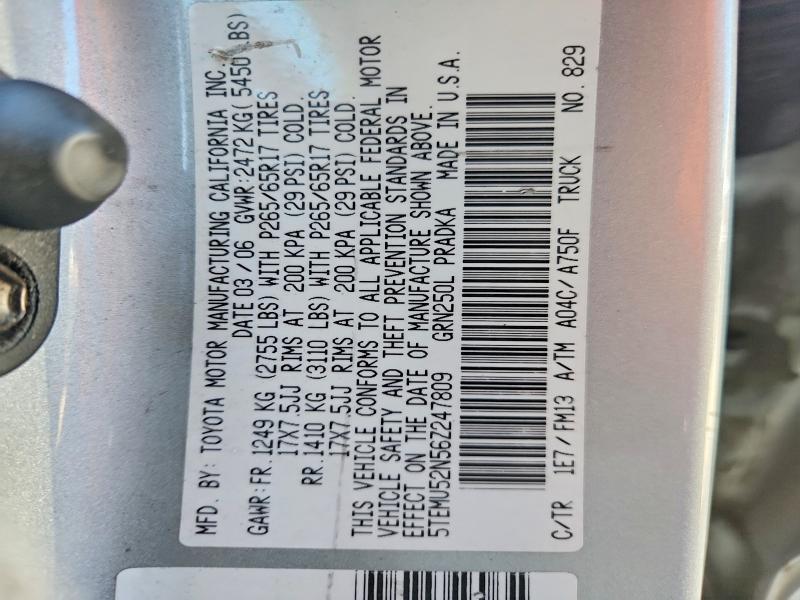 MFD. BY: TOYOTA MOTOR MANUFACTURING CALIFORNIA INC.
DATE 03 / 06 GVWR:2472 KG( 5450 LBS)
GAWR:FR.1249 KG (2755 LBS) WITH P265/65R17 TIRES
17X7.5JJ RIMS AT 200 KPA (29 PSI) COLD.
RR.1410 KG (3110 LBS) WITH P265/65R17 TIRES
17X7.5JJ RIMS AT 200 KPA (29 PSI) COLD.
THIS VEHICLE CONFORMS TO ALL APPLICABLE FEDERAL MOTOR
VEHICLE SAFETY AND THEFT PREVENTION STANDARDS IN
EFFECT ON THE DATE OF MANUFACTURE SHOWN ABOVE.
5TEMU52N56Z247809 GRN250L PRADKA MADE IN U.S.A.
C/TR 1E7/ FM13 A/TM A04C/ A750F TRUCK NO. 829